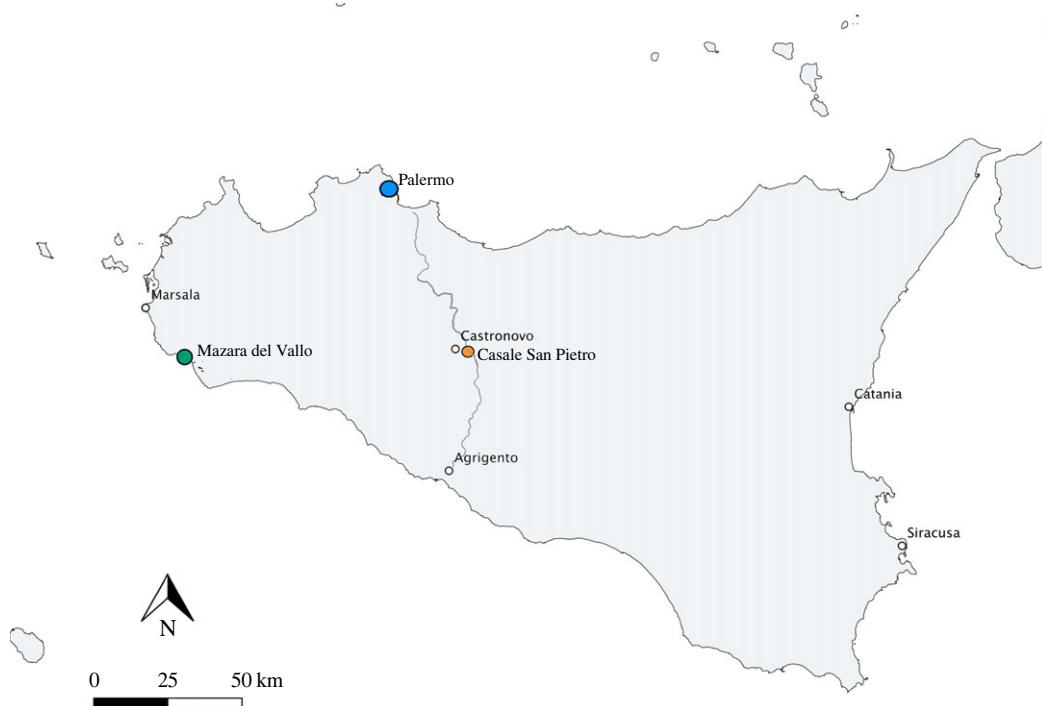 Palermo
Marsala
Castronovo
Mazara del Vallo
Casale San Pietro
Catania
Agrigento
Siracusa
N
0 25 50 km